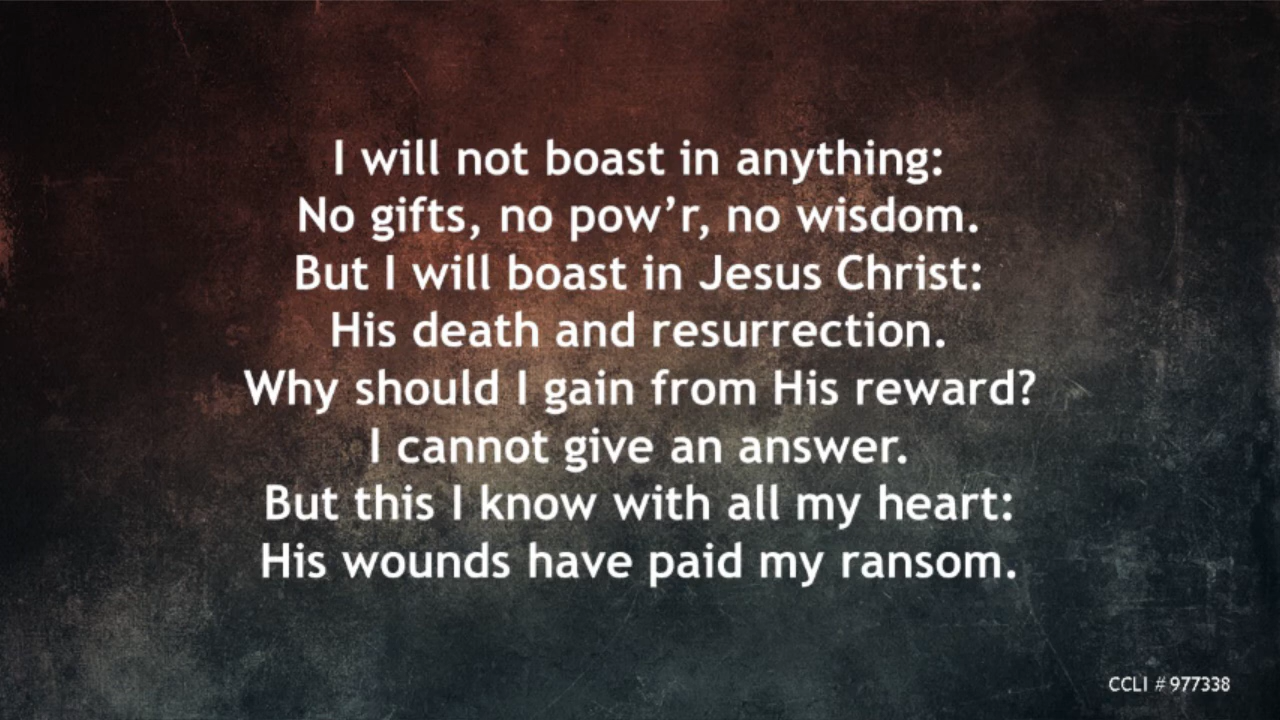 I will not boast in anything:
No gifts, no pow’r, no wisdom.
But I will boast in Jesus Christ:
His death and resurrection.
Why should I gain from His reward?
I cannot give an answer.
But this I know with all my heart:
His wounds have paid my ransom.
CCLI # 977338